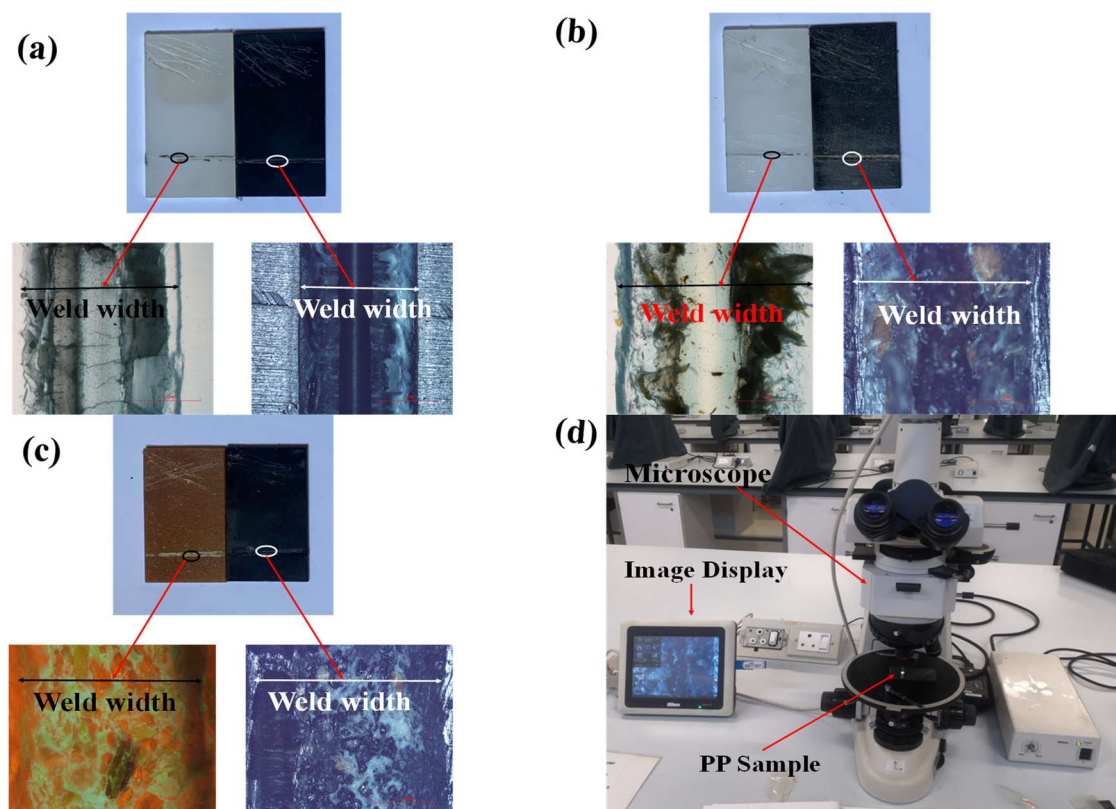 (a)
(b)
Weld width
Weld width
Weld width
Weld width
(c)
(d)
Microscope
Image Display
Weld width
Weld width
PP Sample